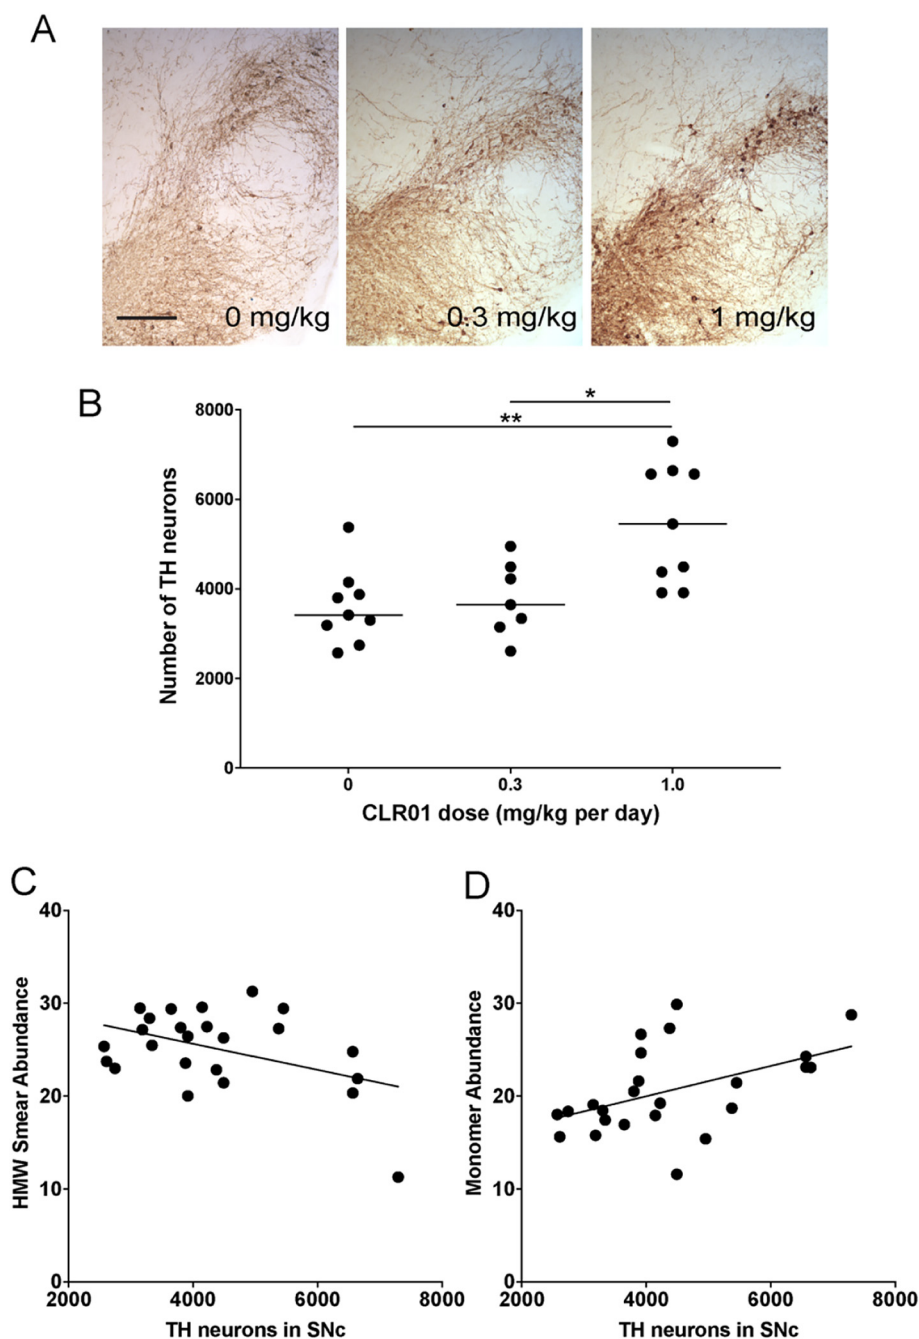 A
0 mg/kg
0.3 mg/kg
1 mg/kg
B
*
**
8000
6000
4000
2000
0
Number of TH neurons
0
0.3
1.0
CLR01 dose (mg/kg per day)
C
40
30
20
10
0
HMW Smear Abundance
2000
4000
6000
8000
TH neurons in SNc
D
40
30
20
10
0
Monomer Abundance
2000
4000
6000
8000
TH neurons in SNc